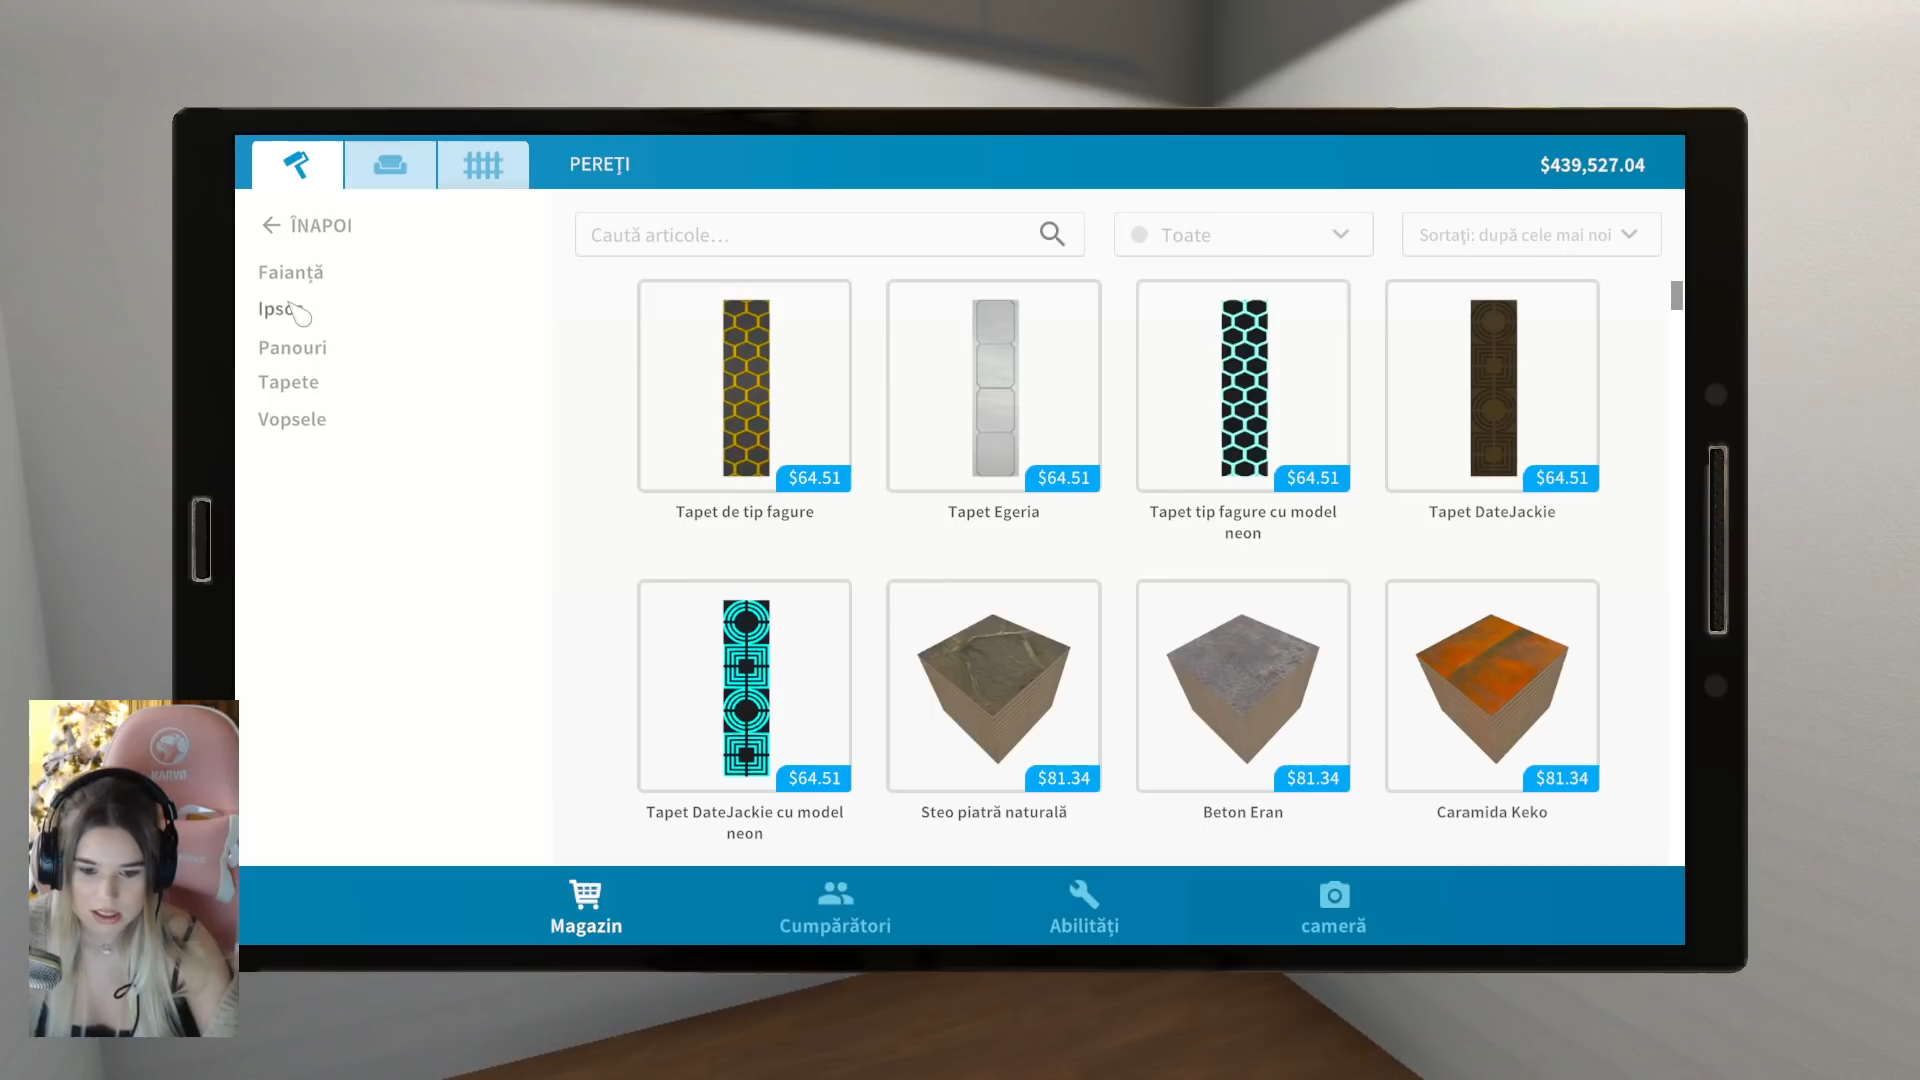 PEREȚI
$439,527.04
ÎNAPOI
Caută articole...
Toate
Sortați: după cele mai noi
Faianță
Panouri
Tapete
Vopsele
$64.51
$64.51
$64.51
$64.51
Tapet de tip fagure
Tapet Egeria
Tapet tip fagure cu model
neon
Tapet DateJackie
$64.51
$81.34
$81.34
$81.34
Tapet DateJackie cu model
neon
Steo piatră naturală
Beton Eran
Caramida Keko
Magazin
Cumpărători
Abilități
cameră